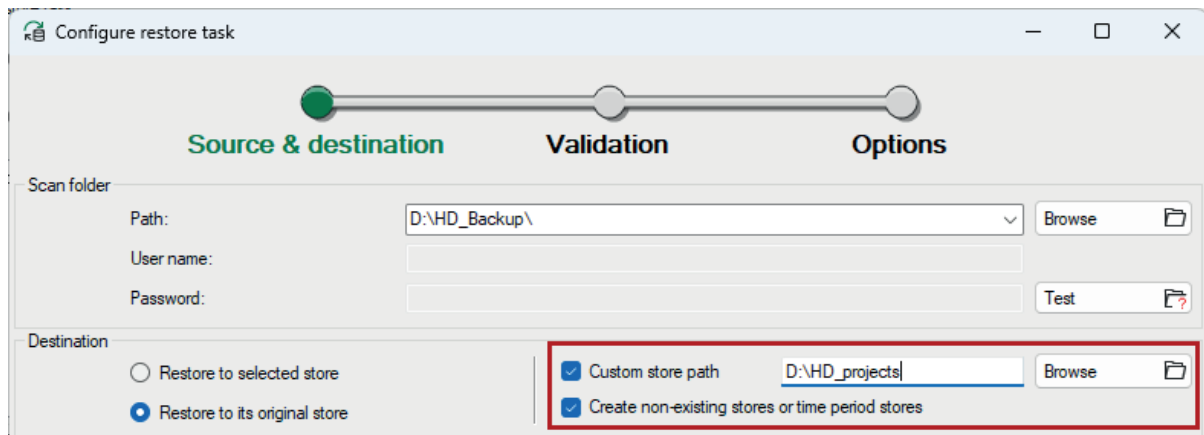 Configure restore task
Source & destination Validation Options
Scan folder
Path: D:\HD_Backup\ Browse
User name:
Password: Test
Destination
Restore to selected store
Custom store path D:\HD_projects Browse
Restore to its original store
Create non-existing stores or time period stores